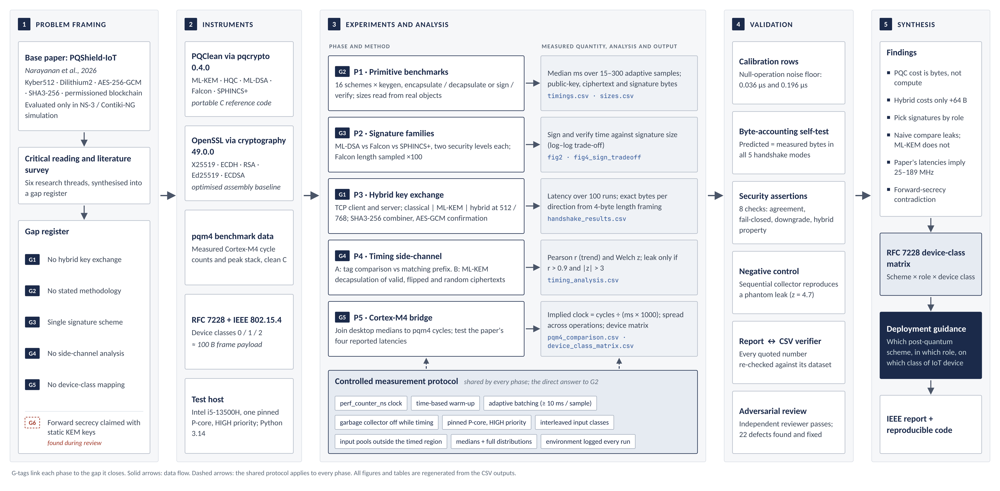 1 PROBLEM FRAMING
Base paper: PQShield-IoT
Narayanan et al., 2026
Kyber512 · Dilithium2 · AES-256-GCM
· SHA3-256 · permissioned blockchain
Evaluated only in NS-3 / Contiki-NG
simulation
Critical reading and literature
survey
Six research threads, synthesised into
a gap register
Gap register
G1 No hybrid key exchange
G2 No stated methodology
G3 Single signature scheme
G4 No side-channel analysis
G5 No device-class mapping
G6 Forward secrecy claimed with
static KEM keys
found during review
2 INSTRUMENTS
PQClean via pqcrypto
0.4.0
ML-KEM · HQC · ML-DSA ·
Falcon · SPHINCS+
portable C reference code
OpenSSL via cryptography
49.0.0
X25519 · ECDH · RSA ·
Ed25519 · ECDSA
optimised assembly baseline
pqm4 benchmark data
Measured Cortex-M4 cycle
counts and peak stack, clean C
RFC 7228 + IEEE 802.15.4
Device classes 0 / 1 / 2
≈ 100 B frame payload
Test host
Intel i5-13500H, one pinned
P-core, HIGH priority; Python
3.14
3 EXPERIMENTS AND ANALYSIS
PHASE AND METHOD
MEASURED QUANTITY, ANALYSIS AND OUTPUT
G2 P1 · Primitive benchmarks
16 schemes × keygen, encapsulate / decapsulate or sign /
verify; sizes read from real objects
Median ms over 15–300 adaptive samples;
public-key, ciphertext and signature bytes
timings.csv · sizes.csv
G3 P2 · Signature families
ML-DSA vs Falcon vs SPHINCS+, two security levels each;
Falcon length sampled ×100
Sign and verify time against signature size
(log–log trade-off)
fig2 · fig4_sign_tradeoff
G1 P3 · Hybrid key exchange
TCP client and server; classical | ML-KEM | hybrid at 512 /
768; SHA3-256 combiner, AES-GCM confirmation
Latency over 100 runs; exact bytes per
direction from 4-byte length framing
handshake_results.csv
G4 P4 · Timing side-channel
A: tag comparison vs matching prefix. B: ML-KEM
decapsulation of valid, flipped and random ciphertexts
Pearson r (trend) and Welch z; leak only if
r > 0.9 and |z| > 3
timing_analysis.csv
G5 P5 · Cortex-M4 bridge
Join desktop medians to pqm4 cycles; test the paper's
four reported latencies
Implied clock = cycles ÷ (ms × 1000); spread
across operations; device matrix
pqm4_comparison.csv ·
device_class_matrix.csv
Controlled measurement protocol shared by every phase; the direct answer to G2
perf_counter_ns clock time-based warm-up adaptive batching (≥ 10 ms / sample)
garbage collector off while timing pinned P-core, HIGH priority interleaved input classes
input pools outside the timed region medians + full distributions environment logged every run
4 VALIDATION
Calibration rows
Null-operation noise floor:
0.036 µs and 0.196 µs
Byte-accounting self-test
Predicted = measured bytes in
all 5 handshake modes
Security assertions
8 checks: agreement,
fail-closed, downgrade, hybrid
property
Negative control
Sequential collector reproduces
a phantom leak (z = 4.7)
Report ↔ CSV verifier
Every quoted number
re-checked against its dataset
Adversarial review
Independent reviewer passes;
22 defects found and fixed
5 SYNTHESIS
Findings
▪ PQC cost is bytes, not
compute
▪ Hybrid costs only +64 B
▪ Pick signatures by role
▪ Naive compare leaks;
ML-KEM does not
▪ Paper's latencies imply
25–189 MHz
▪ Forward-secrecy
contradiction
RFC 7228 device-class
matrix
Scheme × role × device class
Deployment guidance
Which post-quantum
scheme, in which role, on
which class of IoT device
IEEE report +
reproducible code
G-tags link each phase to the gap it closes. Solid arrows: data flow. Dashed arrows: the shared protocol applies to every phase. All figures and tables are regenerated from the CSV outputs.